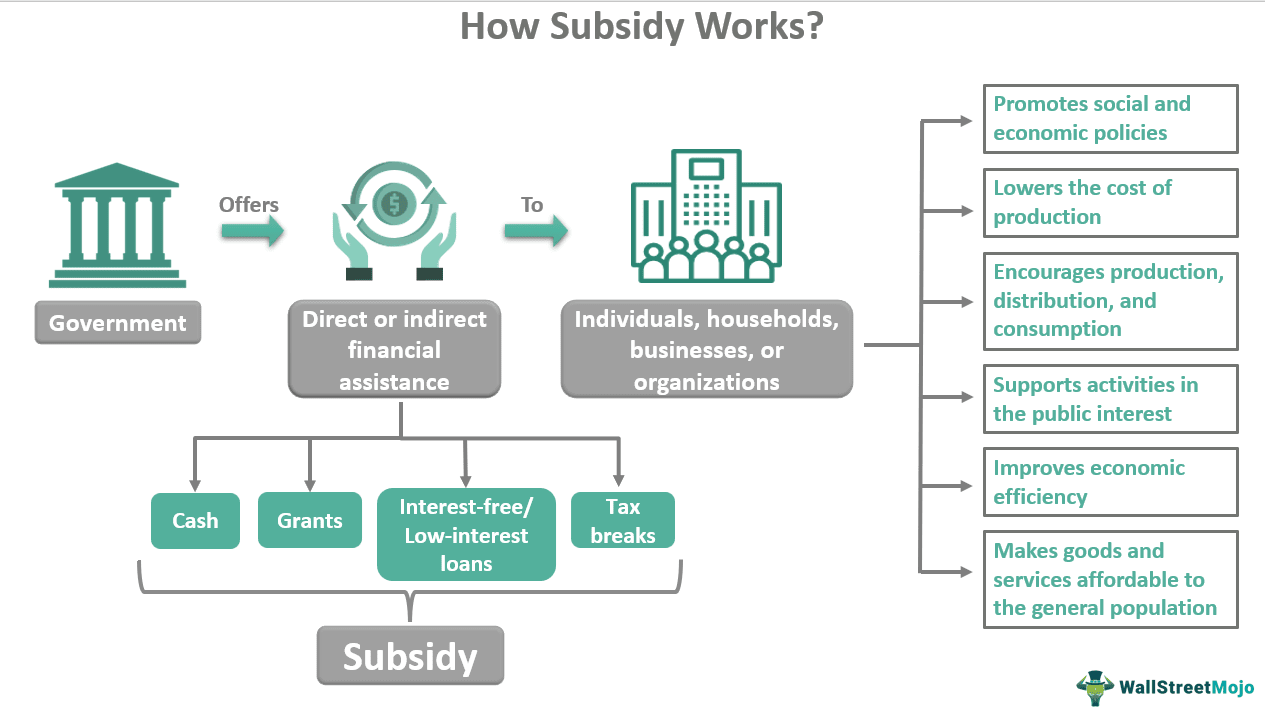 How Subsidy Works?
Offers
To
Government
Direct or indirect
financial
assistance
Individuals, households,
businesses, or
organizations
Cash
Grants
Interest-free/
Low-interest
loans
Tax
breaks
Subsidy
Promotes social and
economic policies
Lowers the cost of
production
Encourages production,
distribution, and
consumption
Supports activities in
the public interest
Improves economic
efficiency
Makes goods and
services affordable to
the general population
$
WallStreetMojo